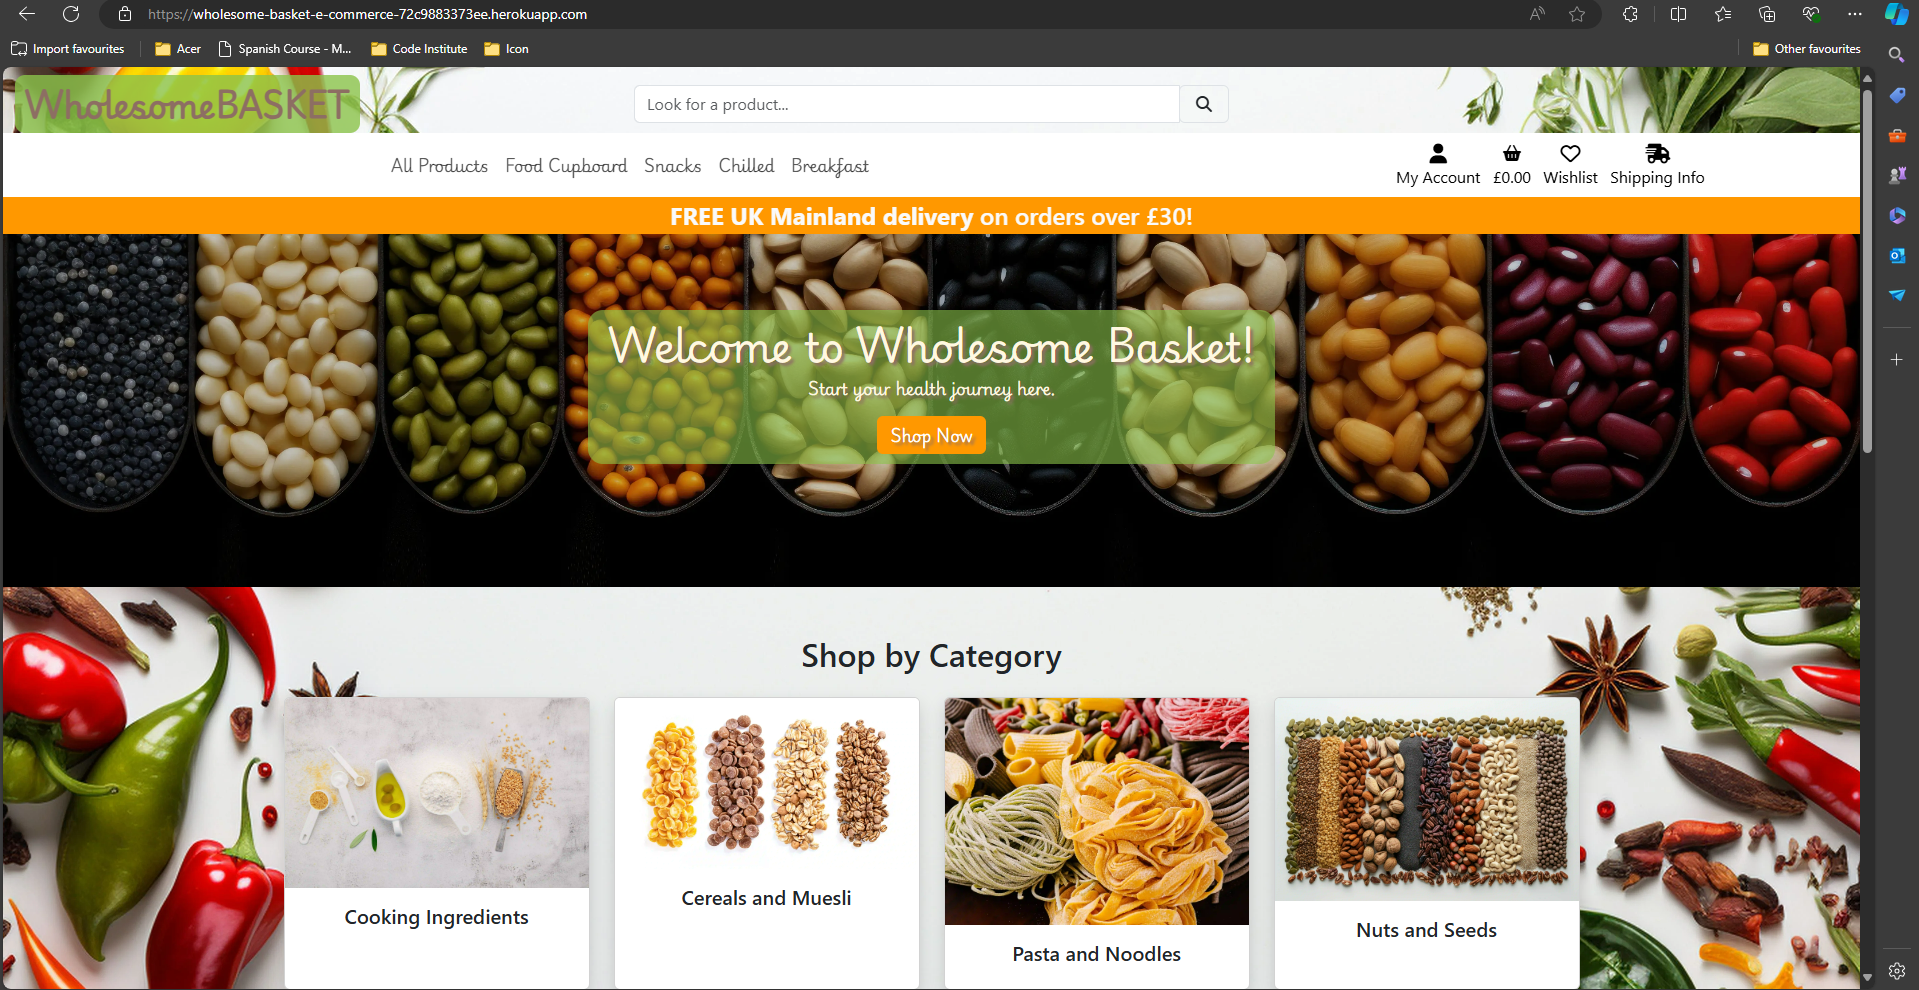 https://wholesome-basket-e-commerce-72c9883373ee.herokuapp.com
Import favourites Acer Spanish Course - M... Code Institute Icon Other favourites
WholesomeBASKET
Look for a product...
All Products Food Cupboard Snacks Chilled Breakfast
My Account £0.00 Wishlist Shipping Info
FREE UK Mainland delivery on orders over £30!
Welcome to Wholesome Basket!
Start your health journey here.
Shop Now
Shop by Category
Cooking Ingredients
Cereals and Muesli
Pasta and Noodles
Nuts and Seeds